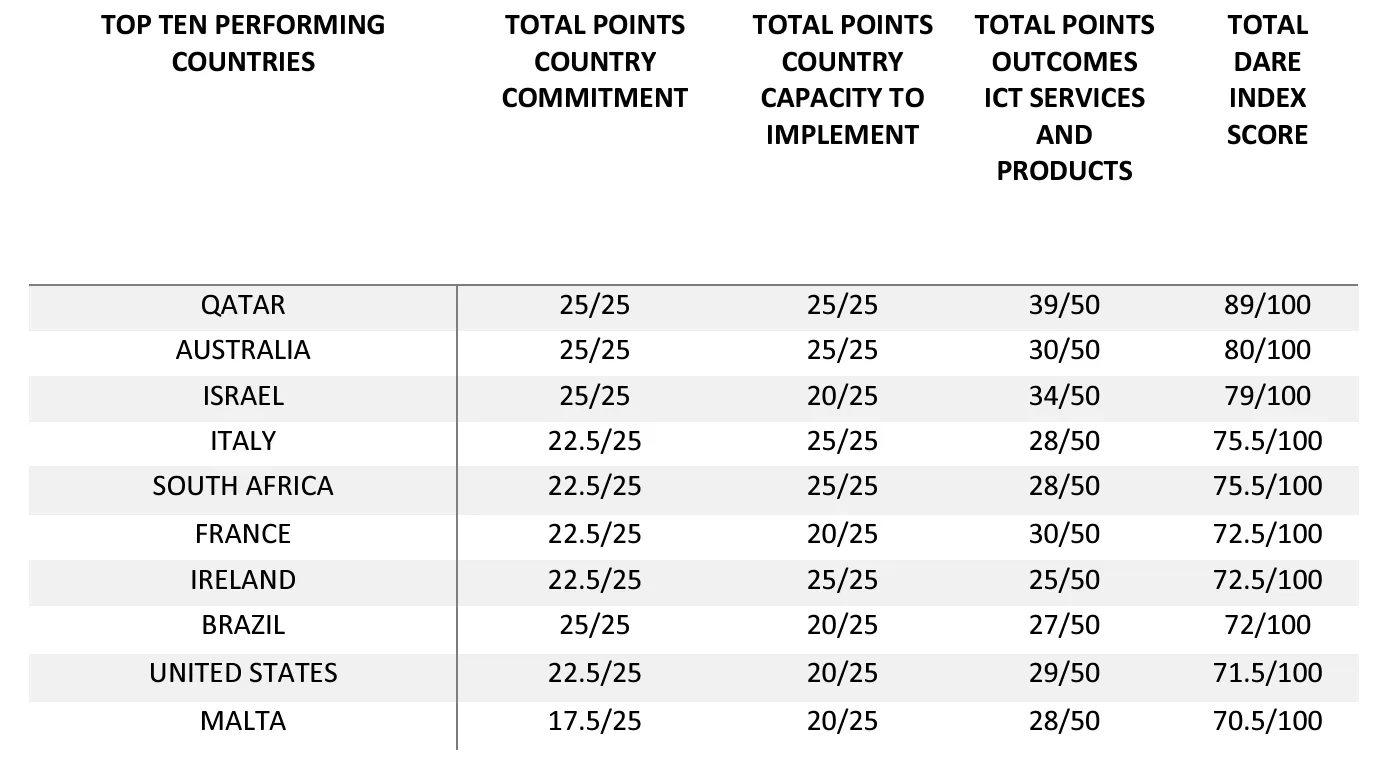 TOP TEN PERFORMING
COUNTRIES
TOTAL POINTS
COUNTRY
COMMITMENT
TOTAL POINTS
COUNTRY
CAPACITY TO
IMPLEMENT
TOTAL POINTS
OUTCOMES
ICT SERVICES
AND
PRODUCTS
TOTAL
DARE
INDEX
SCORE
QATAR 25/25 25/25 39/50 89/100
AUSTRALIA 25/25 25/25 30/50 80/100
ISRAEL 25/25 20/25 34/50 79/100
ITALY 22.5/25 25/25 28/50 75.5/100
SOUTH AFRICA 22.5/25 25/25 28/50 75.5/100
FRANCE 22.5/25 20/25 30/50 72.5/100
IRELAND 22.5/25 25/25 25/50 72.5/100
BRAZIL 25/25 20/25 27/50 72/100
UNITED STATES 22.5/25 20/25 29/50 71.5/100
MALTA 17.5/25 20/25 28/50 70.5/100